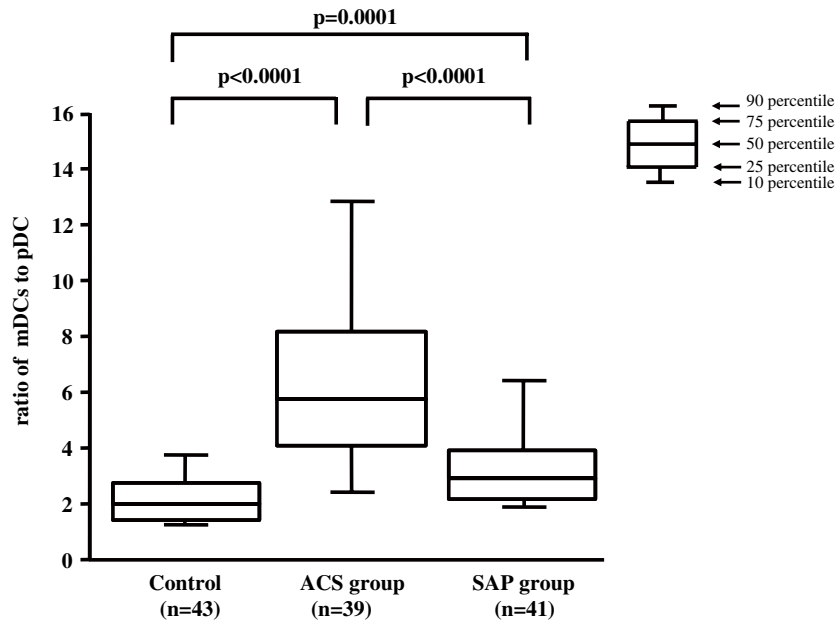 p=0.0001
p<0.0001 p<0.0001
90 percentile
75 percentile
50 percentile
25 percentile
10 percentile
ratio of mDCs to pDC
16
14
12
10
8
6
4
2
0
Control ACS group SAP group
(n=43) (n=39) (n=41)